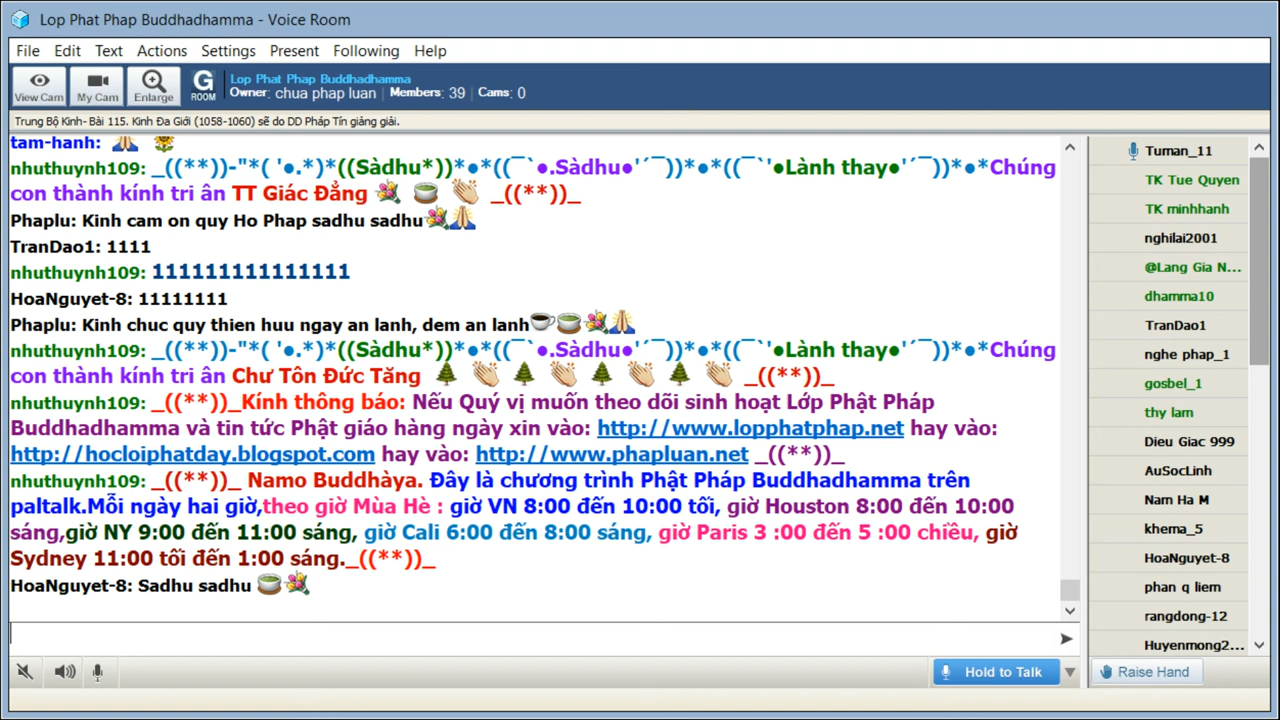 Lop Phat Phap Buddhadhamma - Voice Room
File Edit Text Actions Settings Present Following Help
View Cam My Cam Enlarge G ROOM
Lop Phat Phap Buddhadhamma
Owner: chua phap luan Members: 39 Cams: 0
Trung Bộ Kinh- Bài 115. Kinh Đa Giới (1058-1060) sẽ do DD Pháp Tín giảng giải.
tam-hanh: 🙏 🌻
nhuthuynh109: _((**))-"*( '●.*)*((Sàdhu*))*●*((¯`●.Sàdhu●'´¯))*●*((¯`'●Lành thay●'´¯))*●*Chúng
con thành kính tri ân TT Giác Đẳng 💐 🍵 👏 _((**))_
Phaplu: Kinh cam on quy Ho Phap sadhu sadhu💐🙏
TranDao1: 1111
nhuthuynh109: 1111111111111111
HoaNguyet-8: 11111111
Phaplu: Kinh chuc quy thien huu ngay an lanh, dem an lanh☕🍵💐🙏
nhuthuynh109: _((**))-"*( '●.*)*((Sàdhu*))*●*((¯`●.Sàdhu●'´¯))*●*((¯`'●Lành thay●'´¯))*●*Chúng
con thành kính tri ân Chư Tôn Đức Tăng 🌲 👏 🌲 👏 🌲 👏 🌲 👏 _((**))_
nhuthuynh109: _((**))_Kính thông báo: Nếu Quý vị muốn theo dõi sinh hoạt Lớp Phật Pháp
Buddhadhamma và tin tức Phật giáo hàng ngày xin vào: http://www.lopphatphap.net hay vào:
http://hocloiphatday.blogspot.com hay vào: http://www.phapluan.net _((**))_
nhuthuynh109: _((**))_ Namo Buddhàya. Đây là chương trình Phật Pháp Buddhadhamma trên
paltalk.Mỗi ngày hai giờ,theo giờ Mùa Hè : giờ VN 8:00 đến 10:00 tối, giờ Houston 8:00 đến 10:00
sáng,giờ NY 9:00 đến 11:00 sáng, giờ Cali 6:00 đến 8:00 sáng, giờ Paris 3 :00 đến 5 :00 chiều, giờ
Sydney 11:00 tối đến 1:00 sáng._((**))_
HoaNguyet-8: Sadhu sadhu 🍵💐
Tuman_11
TK Tue Quyen
TK minhhanh
nghilai2001
@Lang Gia N...
dhamma10
TranDao1
nghe phap_1
gosbel_1
thy lam
Dieu Giac 999
AuSocLinh
Nam Ha M
khema_5
HoaNguyet-8
phan q liem
rangdong-12
Huyenmong2...
Hold to Talk
Raise Hand